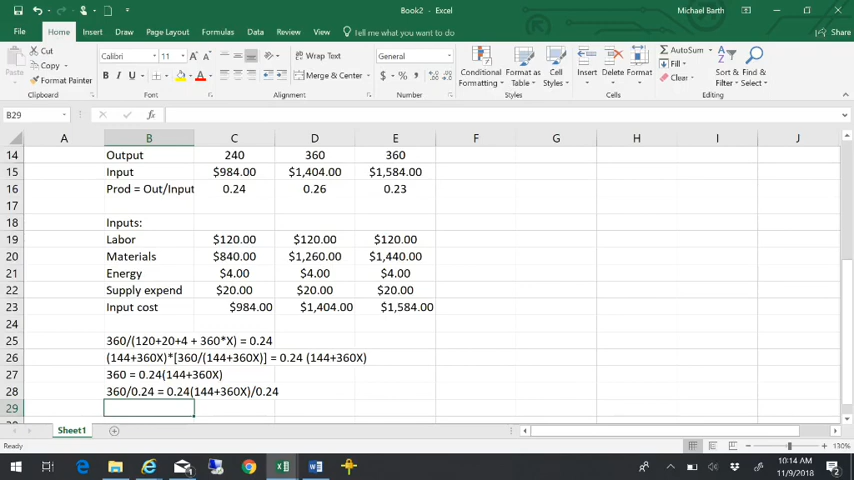 Book2 - Excel
Michael Barth
File Home Insert Draw Page Layout Formulas Data Review View Tell me what you want to do Share
Cut Calibri 11 Wrap Text General AutoSum
Copy Fill
Paste Format Painter B I U Merge & Center $ % Conditional Formatting Format as Table Cell Styles Insert Delete Format Clear Sort & Filter Find & Select
Clipboard Font Alignment Number Styles Cells Editing
B29 fx
A B C D E F G H I J
14 Output 240 360 360
15 Input $984.00 $1,404.00 $1,584.00
16 Prod = Out/Input 0.24 0.26 0.23
17
18 Inputs:
19 Labor $120.00 $120.00 $120.00
20 Materials $840.00 $1,260.00 $1,440.00
21 Energy $4.00 $4.00 $4.00
22 Supply expend $20.00 $20.00 $20.00
23 Input cost $984.00 $1,404.00 $1,584.00
24
25 360/(120+20+4 + 360*X) = 0.24
26 (144+360X)*[360/(144+360X)] = 0.24 (144+360X)
27 360 = 0.24(144+360X)
28 360/0.24 = 0.24(144+360X)/0.24
29
Sheet1
Ready 130%
10:14 AM
11/9/2018